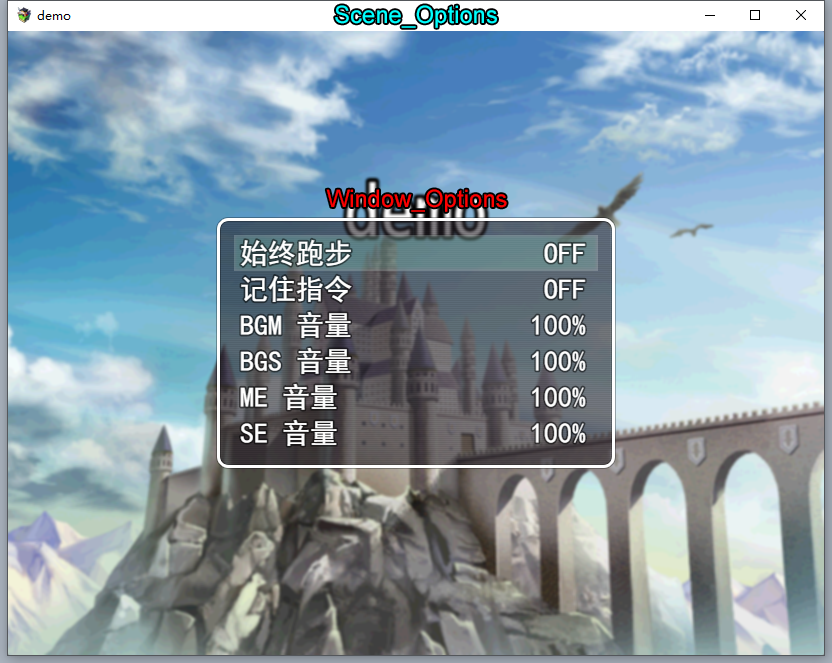 demo
Scene_Options
Window_Options
demo
始终跑步 OFF
记住指令 OFF
BGM 音量 100%
BGS 音量 100%
ME 音量 100%
SE 音量 100%